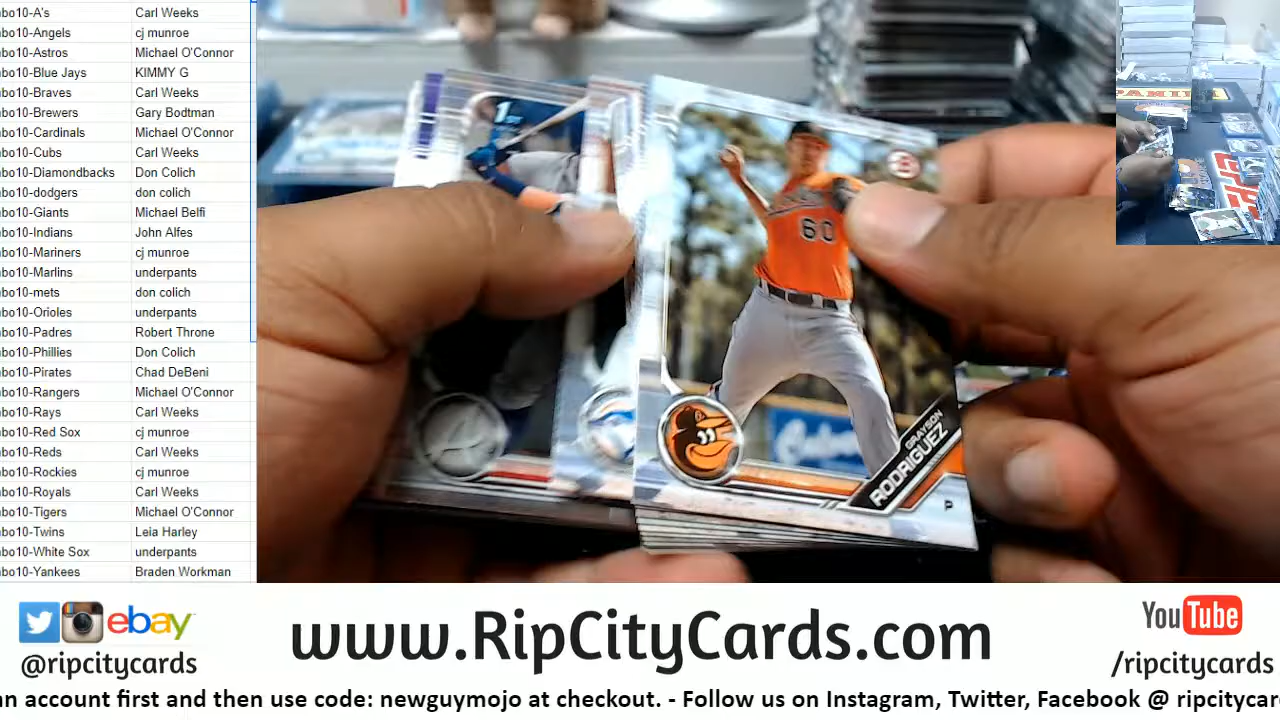 bo10-A's Carl Weeks
bo10-Angels cj munroe
bo10-Astros Michael O'Connor
bo10-Blue Jays KIMMY G
bo10-Braves Carl Weeks
bo10-Brewers Gary Bodtman
bo10-Cardinals Michael O'Connor
bo10-Cubs Carl Weeks
bo10-Diamondbacks Don Colich
bo10-dodgers don colich
bo10-Giants Michael Belfi
bo10-Indians John Alfes
bo10-Mariners cj munroe
bo10-Marlins underpants
bo10-mets don colich
bo10-Orioles underpants
bo10-Padres Robert Throne
bo10-Phillies Don Colich
bo10-Pirates Chad DeBeni
bo10-Rangers Michael O'Connor
bo10-Rays Carl Weeks
bo10-Red Sox cj munroe
bo10-Reds Carl Weeks
bo10-Rockies cj munroe
bo10-Royals Carl Weeks
bo10-Tigers Michael O'Connor
bo10-Twins Leia Harley
bo10-White Sox underpants
bo10-Yankees Braden Workman
PANINI
60
GRAYSON
RODRIGUEZ
P
ebay
@ripcitycards
www.RipCityCards.com
YouTube
/ripcitycards
n account first and then use code: newguymojo at checkout. - Follow us on Instagram, Twitter, Facebook @ ripcitycar